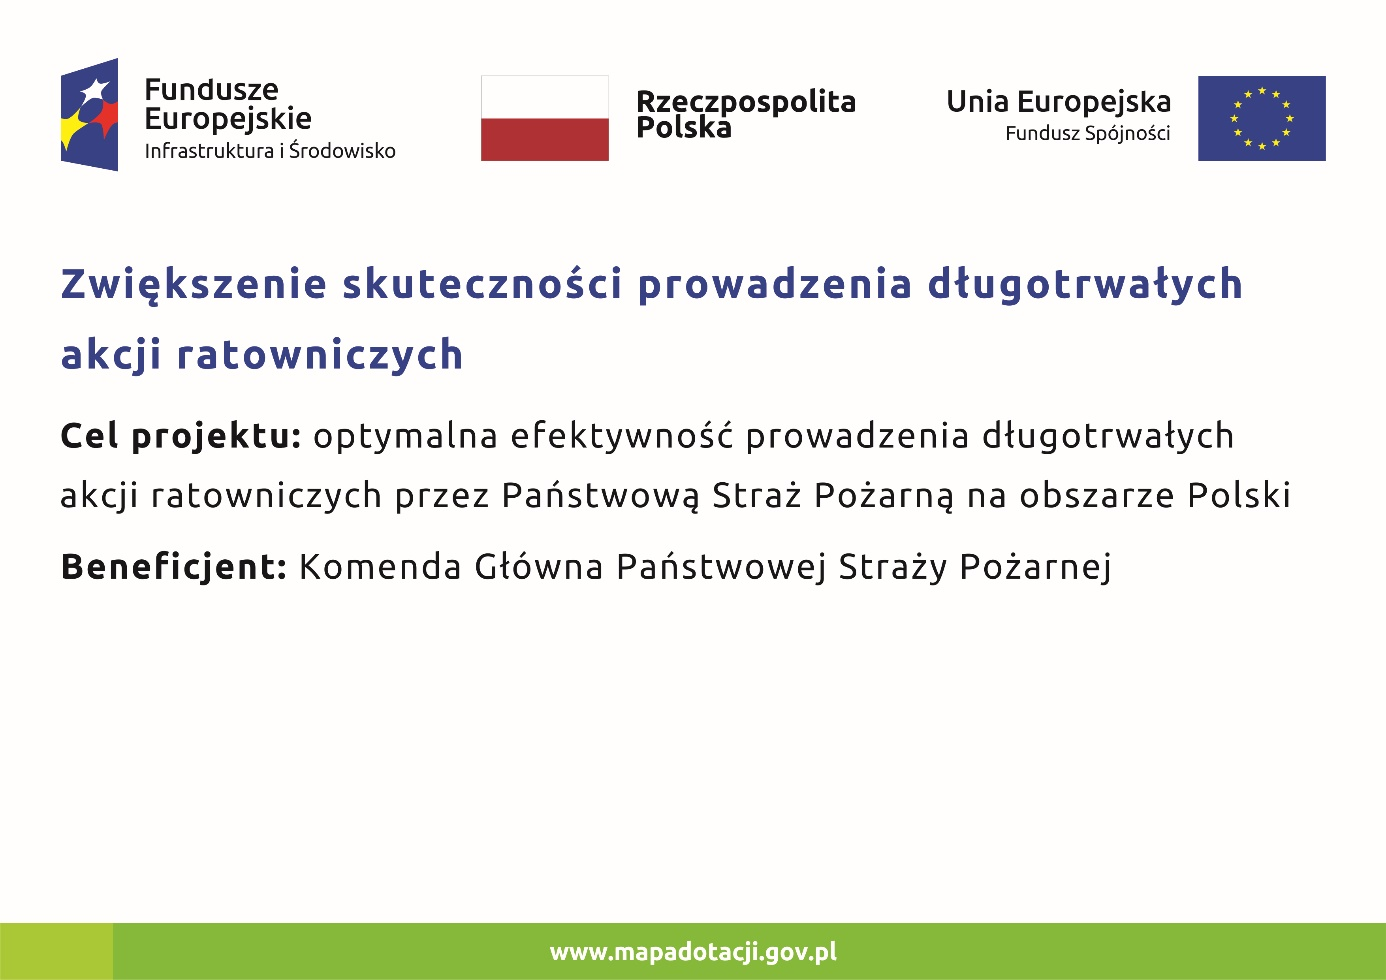 Fundusze
Europejskie
Infrastruktura i Środowisko
Rzeczpospolita
Polska
Unia Europejska
Fundusz Spójności
Zwiększenie skuteczności prowadzenia długotrwałych
akcji ratowniczych
Cel projektu: optymalna efektywność prowadzenia długotrwałych
akcji ratowniczych przez Państwową Straż Pożarną na obszarze Polski
Beneficjent: Komenda Główna Państwowej Straży Pożarnej
www.mapadotacji.gov.pl